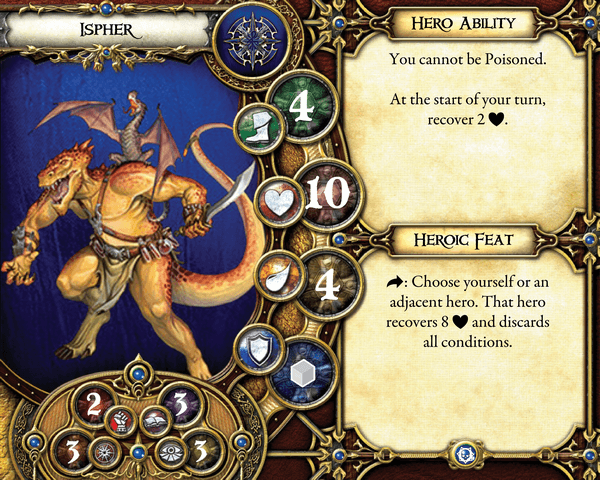 ISPHER
4
10
4
2
3
3
3
HERO ABILITY
You cannot be Poisoned.
At the start of your turn,
recover 2 ♥.
HEROIC FEAT
: Choose yourself or an
adjacent hero. That hero
recovers 8 ♥ and discards
all conditions.